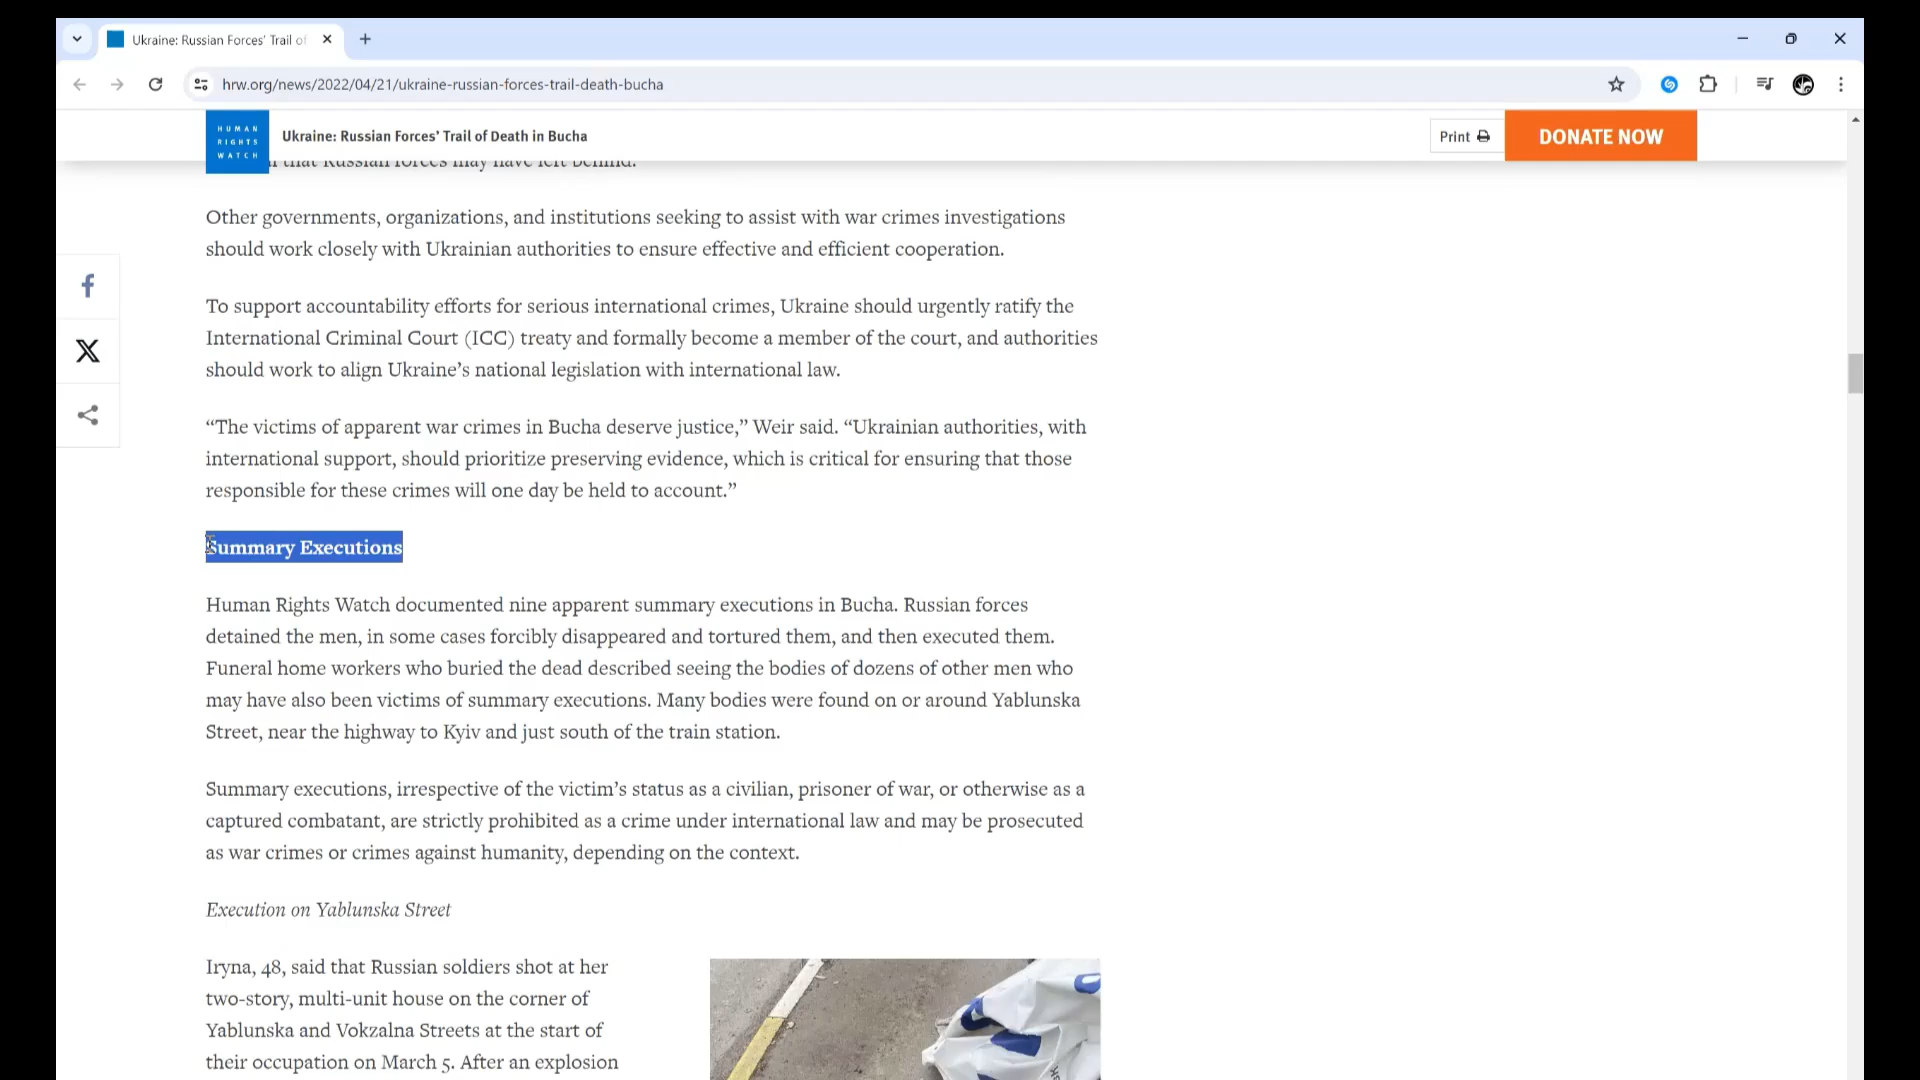 Ukraine: Russian Forces' Trail of
hrw.org/news/2022/04/21/ukraine-russian-forces-trail-death-bucha
HUMAN
RIGHTS
WATCH
Ukraine: Russian Forces' Trail of Death in Bucha
Print
DONATE NOW
that Russian forces may have left behind.
Other governments, organizations, and institutions seeking to assist with war crimes investigations
should work closely with Ukrainian authorities to ensure effective and efficient cooperation.
To support accountability efforts for serious international crimes, Ukraine should urgently ratify the
International Criminal Court (ICC) treaty and formally become a member of the court, and authorities
should work to align Ukraine’s national legislation with international law.
“The victims of apparent war crimes in Bucha deserve justice,” Weir said. “Ukrainian authorities, with
international support, should prioritize preserving evidence, which is critical for ensuring that those
responsible for these crimes will one day be held to account.”
Summary Executions
Human Rights Watch documented nine apparent summary executions in Bucha. Russian forces
detained the men, in some cases forcibly disappeared and tortured them, and then executed them.
Funeral home workers who buried the dead described seeing the bodies of dozens of other men who
may have also been victims of summary executions. Many bodies were found on or around Yablunska
Street, near the highway to Kyiv and just south of the train station.
Summary executions, irrespective of the victim’s status as a civilian, prisoner of war, or otherwise as a
captured combatant, are strictly prohibited as a crime under international law and may be prosecuted
as war crimes or crimes against humanity, depending on the context.
Execution on Yablunska Street
Iryna, 48, said that Russian soldiers shot at her
two-story, multi-unit house on the corner of
Yablunska and Vokzalna Streets at the start of
their occupation on March 5. After an explosion